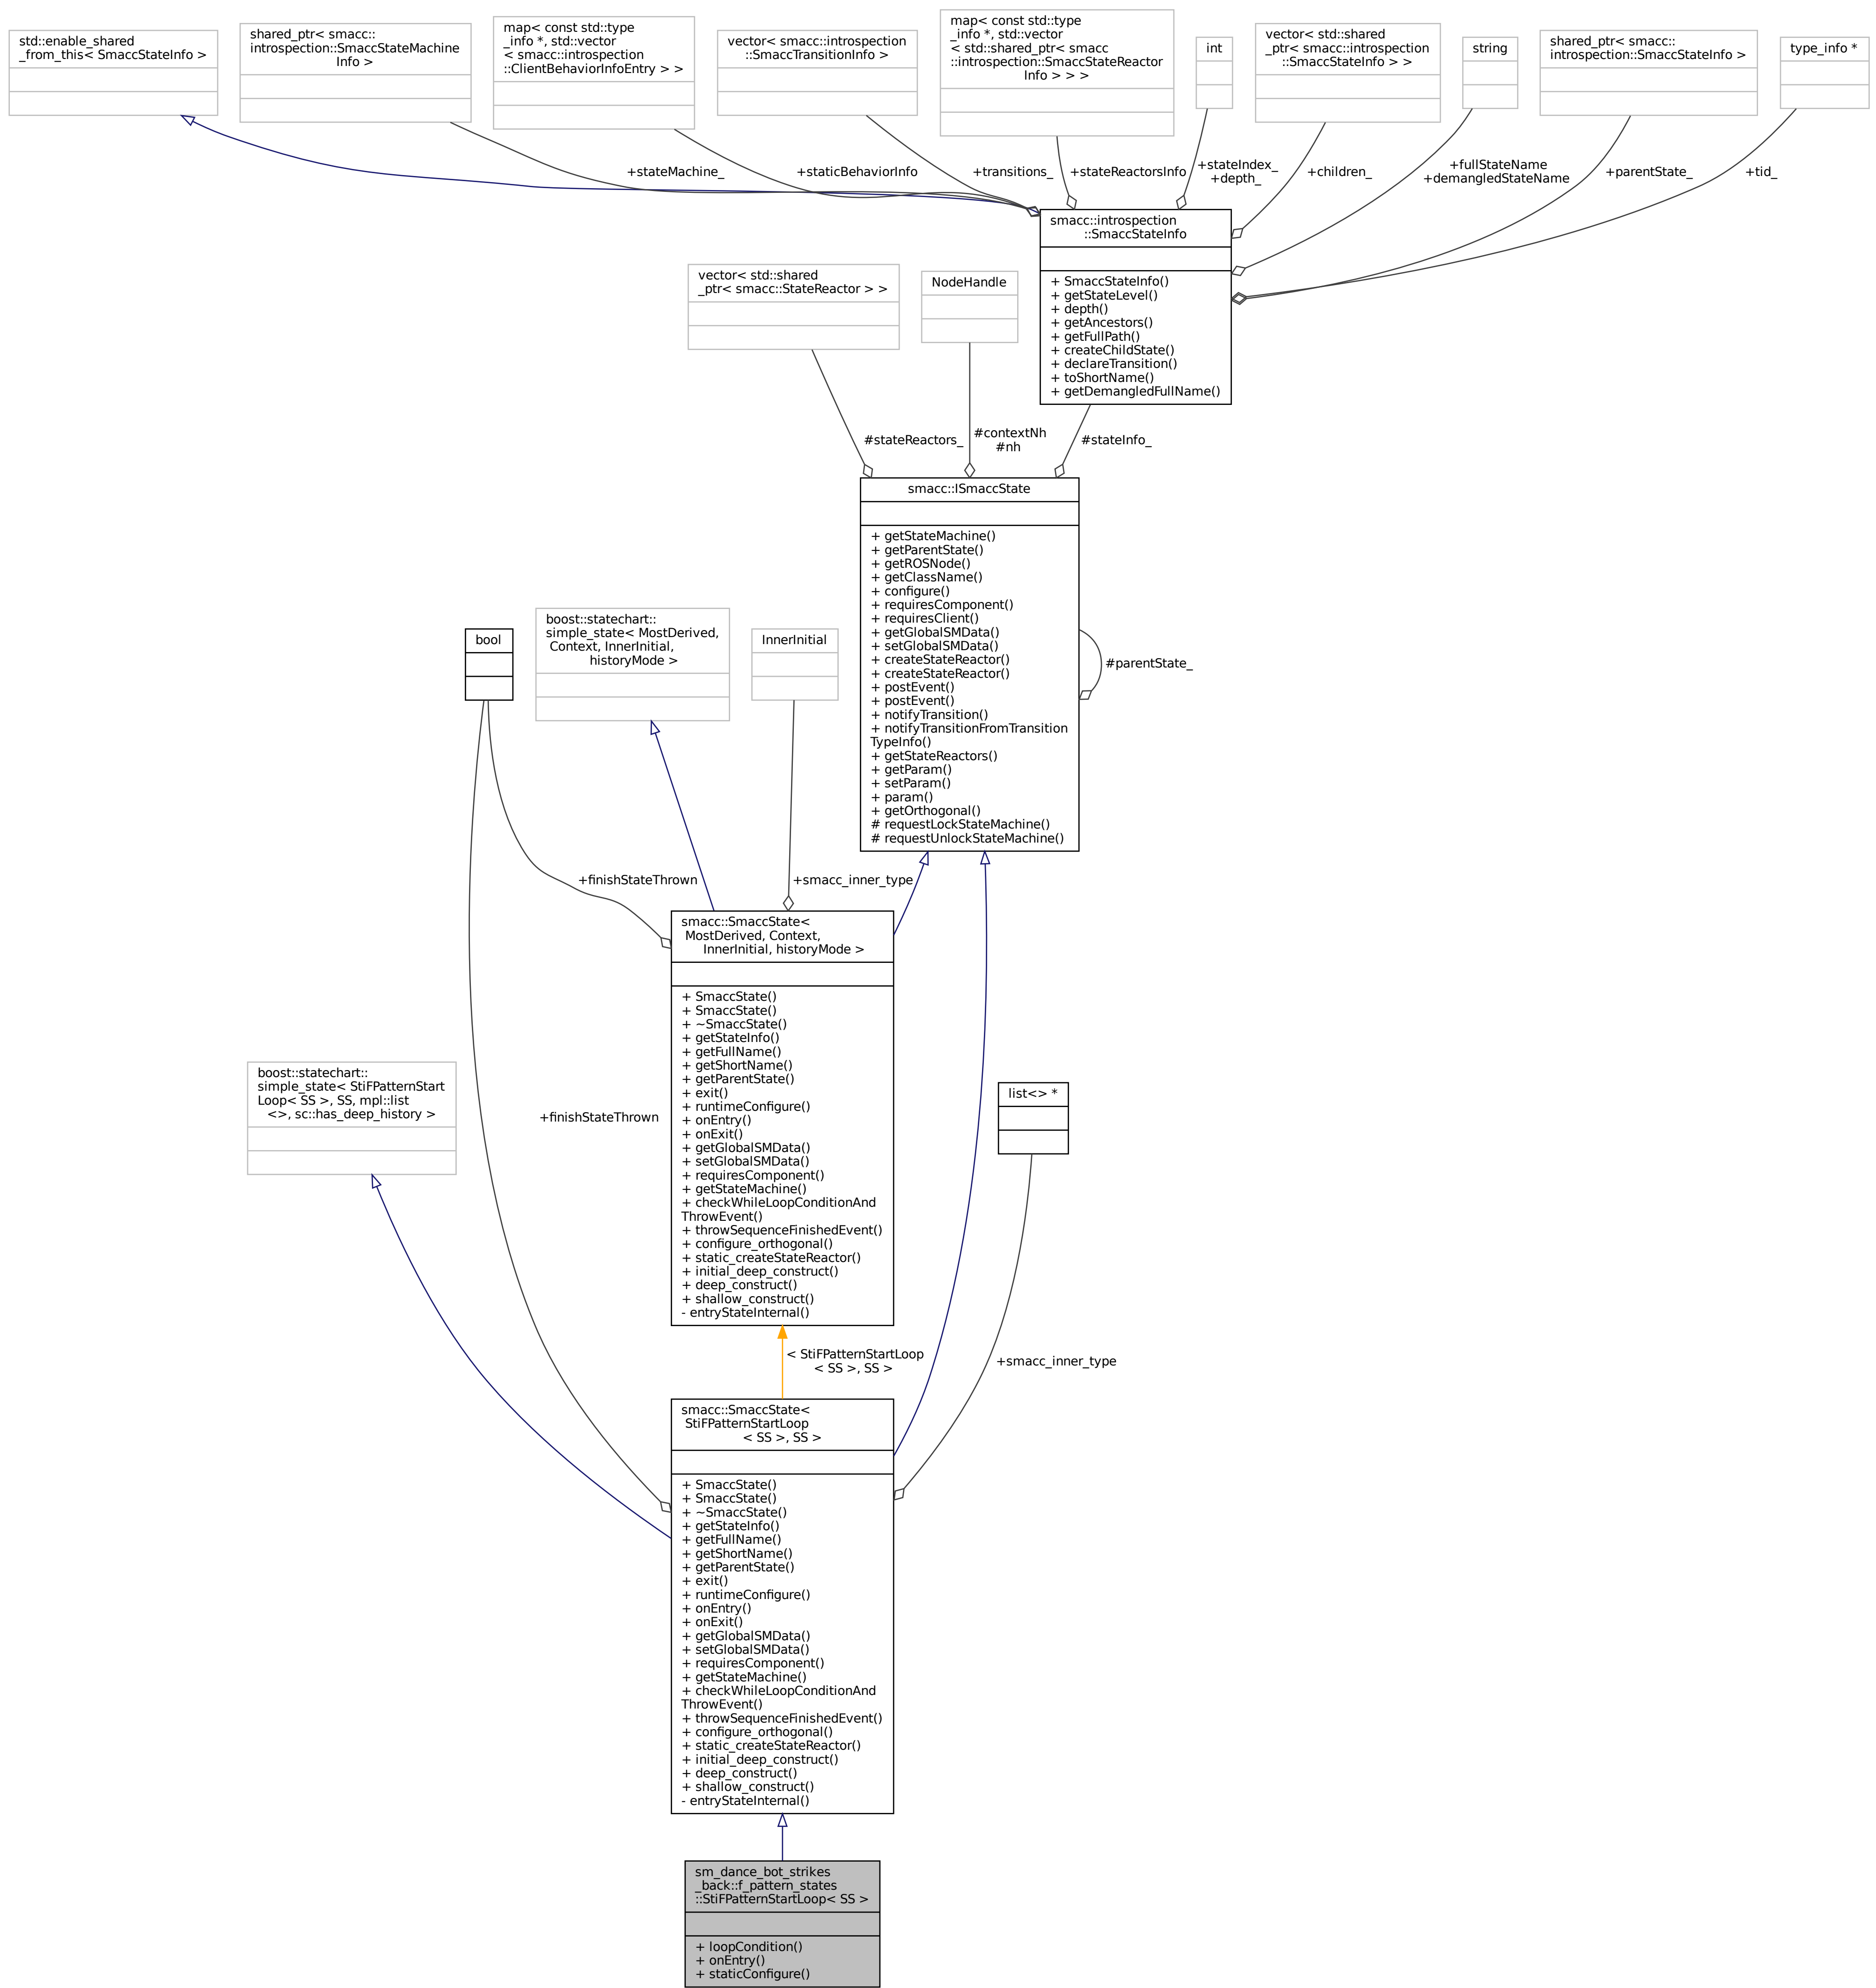 std::enable_shared
_from_this< SmaccStateInfo >
shared_ptr< smacc::
introspection::SmaccStateMachine
Info >
map< const std::type
_info *, std::vector
< smacc::introspection
::ClientBehaviorInfoEntry > >
vector< smacc::introspection
::SmaccTransitionInfo >
map< const std::type
_info *, std::vector
< std::shared_ptr< smacc
::introspection::SmaccStateReactor
Info > > >
int
vector< std::shared
_ptr< smacc::introspection
::SmaccStateInfo > >
string
shared_ptr< smacc::
introspection::SmaccStateInfo >
type_info *
+stateMachine_
+staticBehaviorInfo
+transitions_
+stateReactorsInfo
+stateIndex_
+depth_
+children_
+fullStateName
+demangledStateName
+parentState_
+tid_
smacc::introspection
::SmaccStateInfo
+ SmaccStateInfo()
+ getStateLevel()
+ depth()
+ getAncestors()
+ getFullPath()
+ createChildState()
+ declareTransition()
+ toShortName()
+ getDemangledFullName()
vector< std::shared
_ptr< smacc::StateReactor > >
NodeHandle
#stateReactors_
#contextNh
#nh
#stateInfo_
smacc::ISmaccState
+ getStateMachine()
+ getParentState()
+ getROSNode()
+ getClassName()
+ configure()
+ requiresComponent()
+ requiresClient()
+ getGlobalSMData()
+ setGlobalSMData()
+ createStateReactor()
+ createStateReactor()
+ postEvent()
+ postEvent()
+ notifyTransition()
+ notifyTransitionFromTransition
TypeInfo()
+ getStateReactors()
+ getParam()
+ setParam()
+ param()
+ getOrthogonal()
# requestLockStateMachine()
# requestUnlockStateMachine()
#parentState_
bool
boost::statechart::
simple_state< MostDerived,
Context, InnerInitial,
historyMode >
InnerInitial
+finishStateThrown
+smacc_inner_type
smacc::SmaccState<
MostDerived, Context,
InnerInitial, historyMode >
+ SmaccState()
+ SmaccState()
+ ~SmaccState()
+ getStateInfo()
+ getFullName()
+ getShortName()
+ getParentState()
+ exit()
+ runtimeConfigure()
+ onEntry()
+ onExit()
+ getGlobalSMData()
+ setGlobalSMData()
+ requiresComponent()
+ getStateMachine()
+ checkWhileLoopConditionAnd
ThrowEvent()
+ throwSequenceFinishedEvent()
+ configure_orthogonal()
+ static_createStateReactor()
+ initial_deep_construct()
+ deep_construct()
+ shallow_construct()
- entryStateInternal()
boost::statechart::
simple_state< StiFPatternStart
Loop< SS >, SS, mpl::list
<>, sc::has_deep_history >
+finishStateThrown
list<> *
< StiFPatternStartLoop
< SS >, SS >
+smacc_inner_type
smacc::SmaccState<
StiFPatternStartLoop
< SS >, SS >
+ SmaccState()
+ SmaccState()
+ ~SmaccState()
+ getStateInfo()
+ getFullName()
+ getShortName()
+ getParentState()
+ exit()
+ runtimeConfigure()
+ onEntry()
+ onExit()
+ getGlobalSMData()
+ setGlobalSMData()
+ requiresComponent()
+ getStateMachine()
+ checkWhileLoopConditionAnd
ThrowEvent()
+ throwSequenceFinishedEvent()
+ configure_orthogonal()
+ static_createStateReactor()
+ initial_deep_construct()
+ deep_construct()
+ shallow_construct()
- entryStateInternal()
sm_dance_bot_strikes
_back::f_pattern_states
::StiFPatternStartLoop< SS >
+ loopCondition()
+ onEntry()
+ staticConfigure()